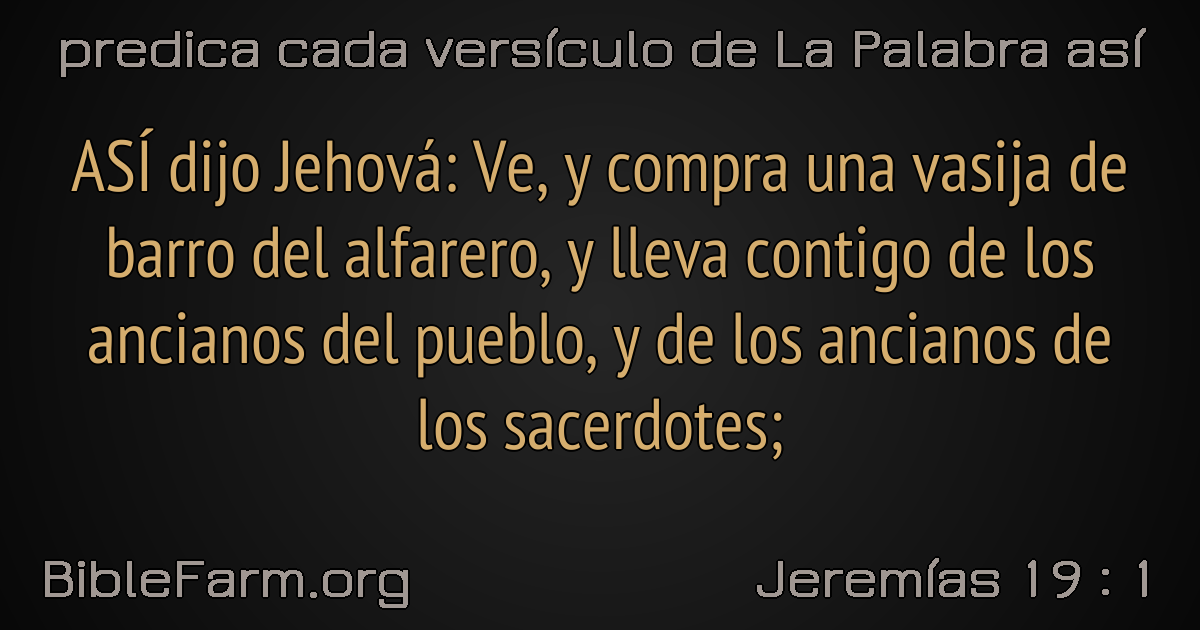 predica cada versículo de La Palabra así
ASÍ dijo Jehová: Ve, y compra una vasija de
barro del alfarero, y lleva contigo de los
ancianos del pueblo, y de los ancianos de
los sacerdotes;
BibleFarm.org
Jeremías 19 : 1